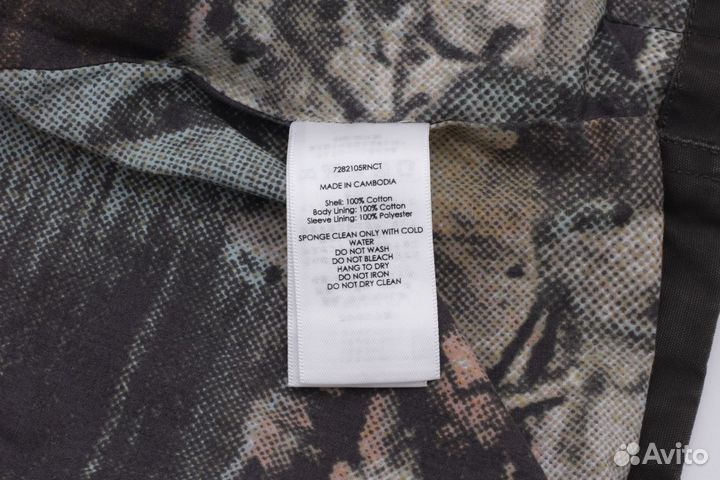 7282105RNCT
MADE IN CAMBODIA
Shell: 100% Cotton
Body Lining: 100% Cotton
Sleeve Lining: 100% Polyester
SPONGE CLEAN ONLY WITH COLD
WATER
DO NOT WASH
DO NOT BLEACH
HANG TO DRY
DO NOT IRON
DO NOT DRY CLEAN
Avito